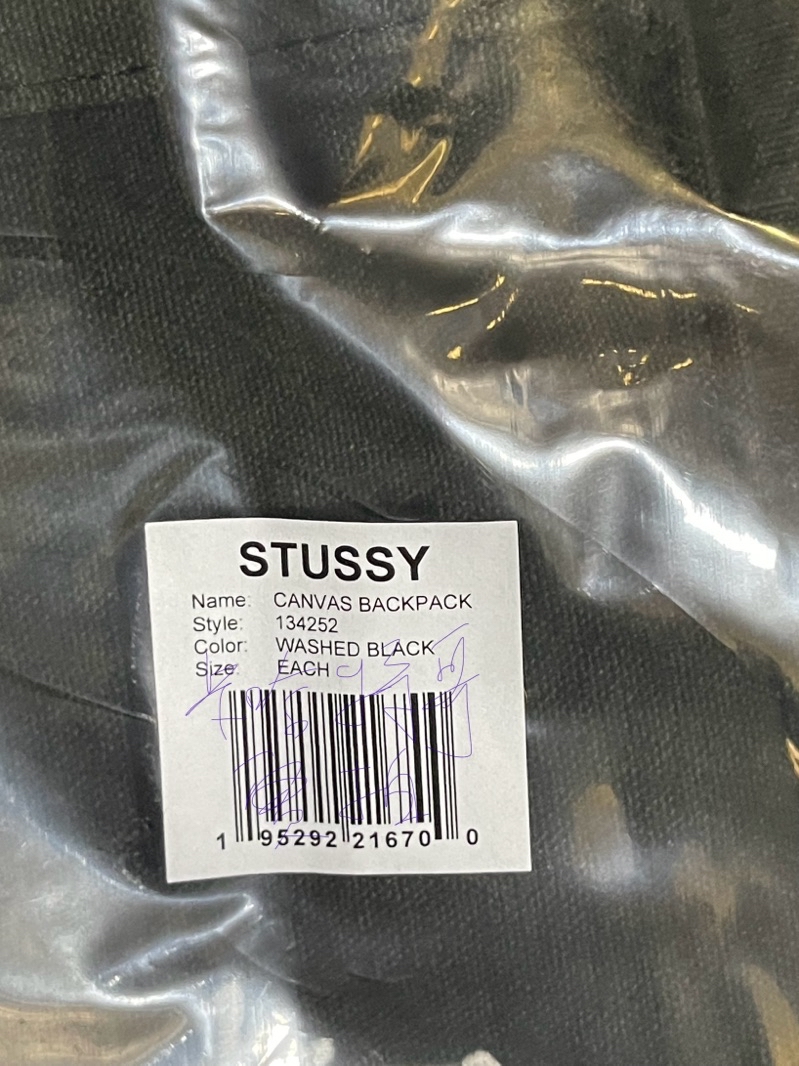 STUSSY
Name: CANVAS BACKPACK
Style: 134252
Color: WASHED BLACK
Size: EACH
1 95292 21670 0